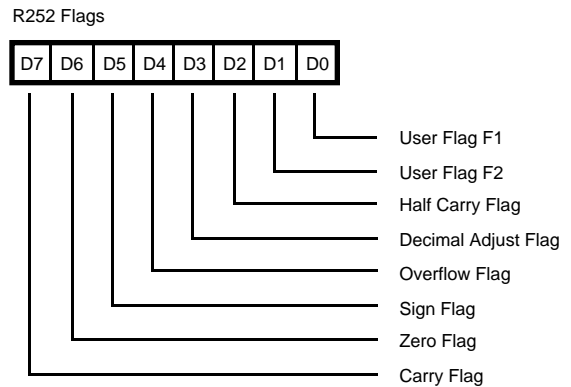 R252 Flags
D7 D6 D5 D4 D3 D2 D1 D0
User Flag F1
User Flag F2
Half Carry Flag
Decimal Adjust Flag
Overflow Flag
Sign Flag
Zero Flag
Carry Flag